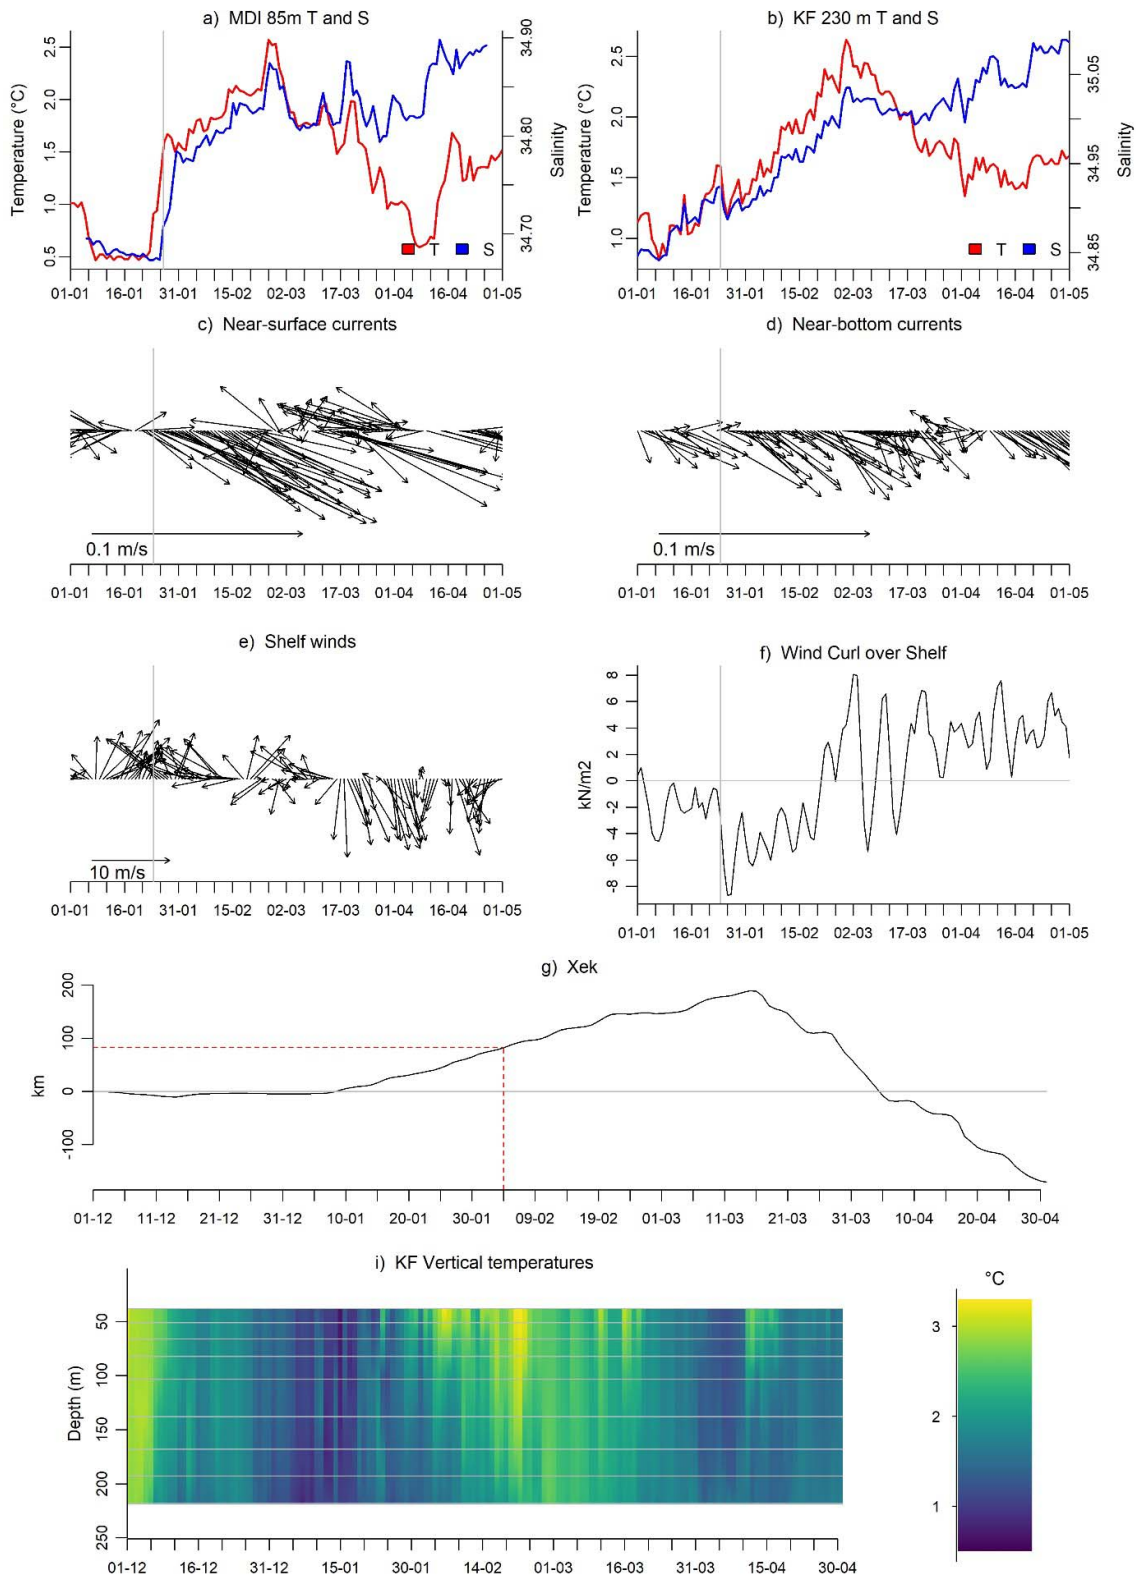 a) MDI 85m T and S
Temperature (°C)
2.5
2.0
1.5
1.0
0.5
34.90
34.80
34.70
Salinity
T S
01-01 16-01 31-01 15-02 02-03 17-03 01-04 16-04 01-05
b) KF 230 m T and S
Temperature (°C)
2.5
2.0
1.5
1.0
35.05
34.95
34.85
Salinity
T S
01-01 16-01 31-01 15-02 02-03 17-03 01-04 16-04 01-05
c) Near-surface currents
0.1 m/s
01-01 16-01 31-01 15-02 02-03 17-03 01-04 16-04 01-05
d) Near-bottom currents
0.1 m/s
01-01 16-01 31-01 15-02 02-03 17-03 01-04 16-04 01-05
e) Shelf winds
10 m/s
01-01 16-01 31-01 15-02 02-03 17-03 01-04 16-04 01-05
f) Wind Curl over Shelf
kN/m2
8
6
4
2
0
-2
-4
-6
-8
01-01 16-01 31-01 15-02 02-03 17-03 01-04 16-04 01-05
g) Xek
km
200
100
0
-100
01-12 11-12 21-12 31-12 10-01 20-01 30-01 09-02 19-02 01-03 11-03 21-03 31-03 10-04 20-04 30-04
i) KF Vertical temperatures
Depth (m)
50
100
150
200
250
01-12 16-12 31-12 15-01 30-01 14-02 01-03 16-03 31-03 15-04 30-04
°C
3
2
1